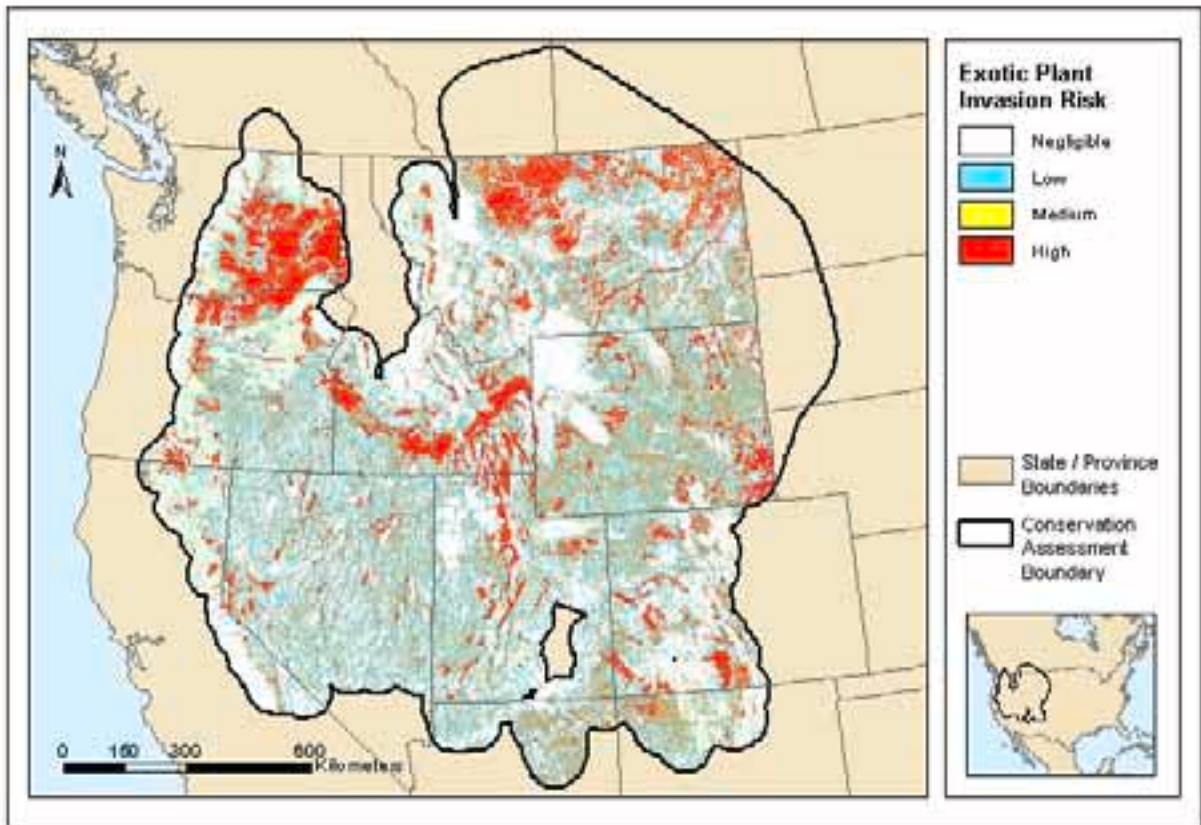 N
0 150 300 600
Kilometers
Exotic Plant
Invasion Risk
Negligible
Low
Medium
High
State / Province
Boundaries
Conservation
Assessment
Boundary